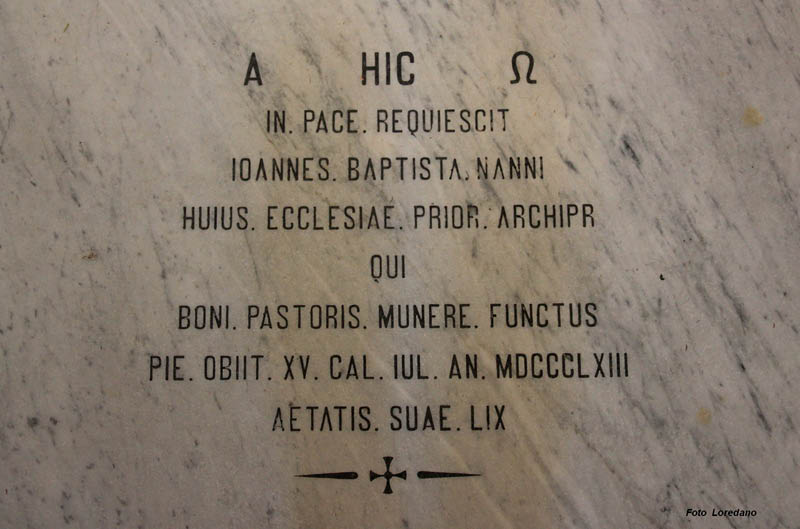 Α HIC Ω
IN. PACE. REQUIESCIT
IOANNES. BAPTISTA. NANNI
HUIUS. ECCLESIAE. PRIOR. ARCHIPR
QUI
BONI. PASTORIS. MUNERE. FUNCTUS
PIE. OBIIT. XV. CAL. IUL. AN. MDCCCLXIII
AETATIS. SUAE. LIX
Foto Loredano